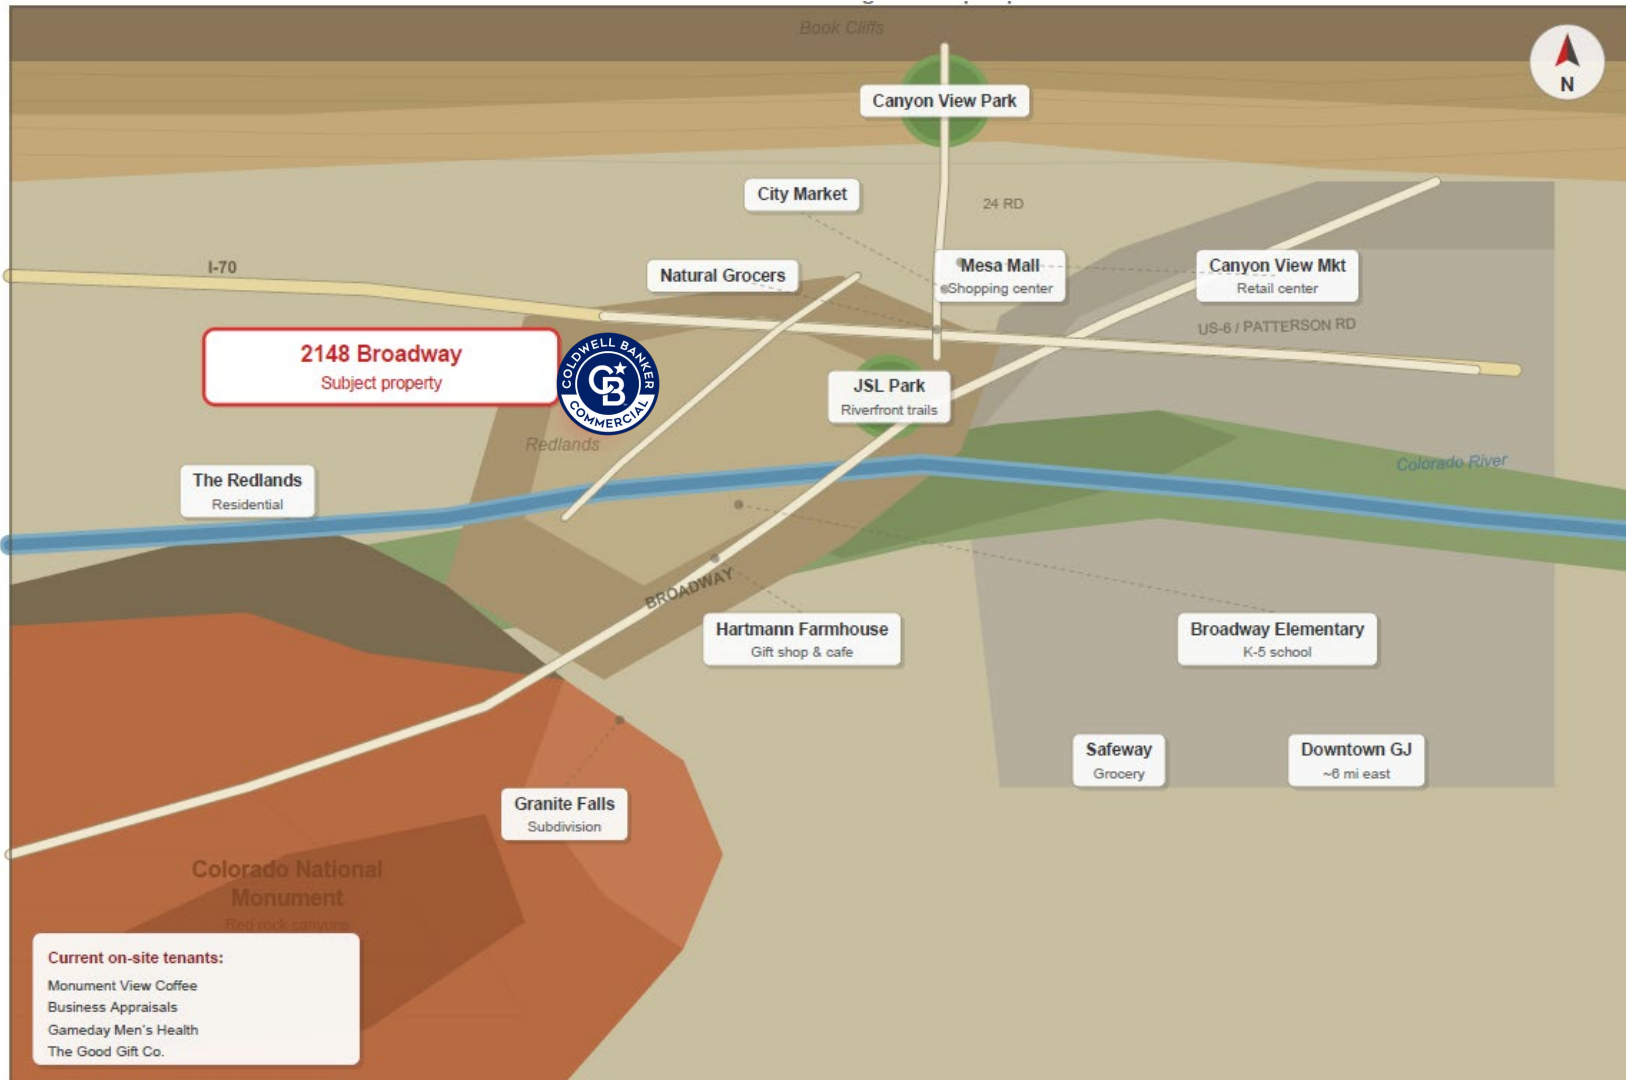 Book Cliffs
N
Canyon View Park
City Market
24 RD
I-70
Natural Grocers
Mesa Mall
Shopping center
Canyon View Mkt
Retail center
US-6 / PATTERSON RD
2148 Broadway
Subject property
COLDWELL BANKER
CB
COMMERCIAL
JSL Park
Riverfront trails
Redlands
Colorado River
The Redlands
Residential
BROADWAY
Hartmann Farmhouse
Gift shop & cafe
Broadway Elementary
K-5 school
Safeway
Grocery
Downtown GJ
~6 mi east
Granite Falls
Subdivision
Colorado National
Monument
Red rock canyons
Current on-site tenants:
Monument View Coffee
Business Appraisals
Gameday Men's Health
The Good Gift Co.